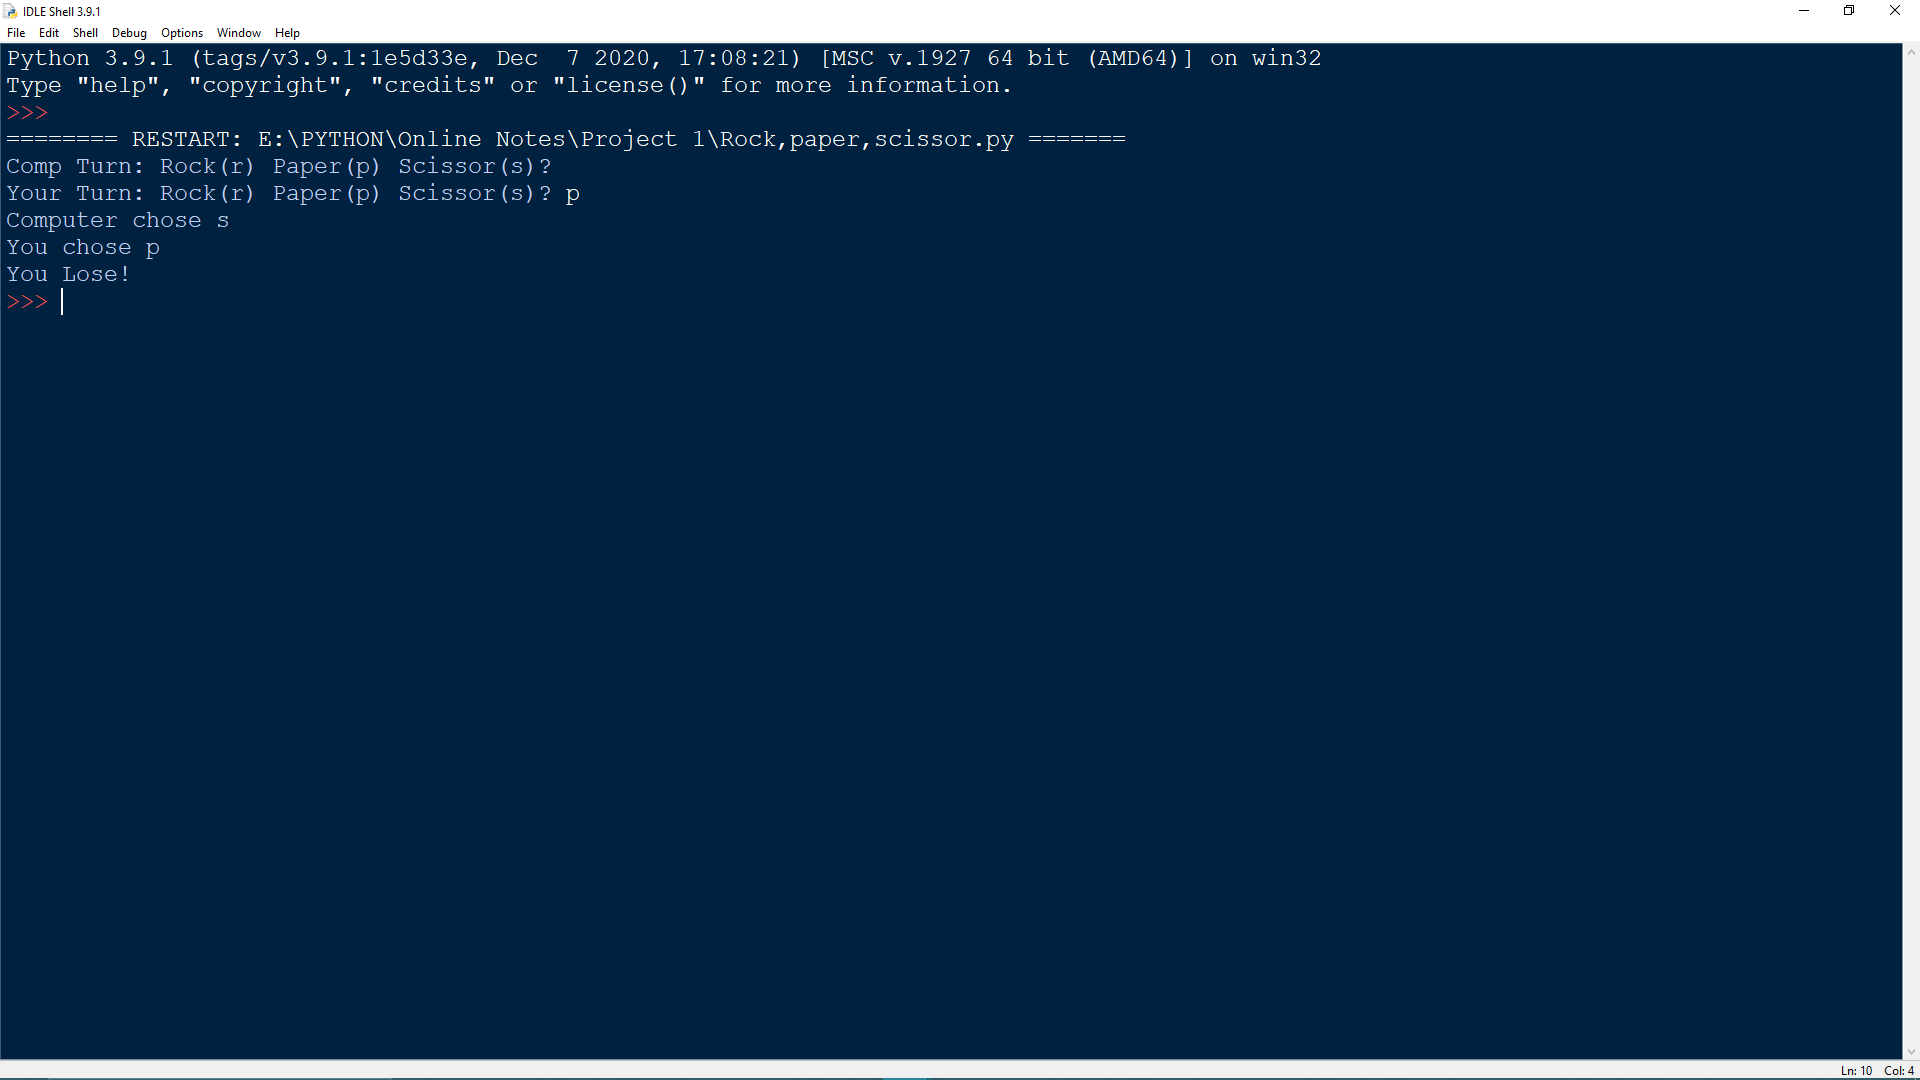 IDLE Shell 3.9.1
File Edit Shell Debug Options Window Help
Python 3.9.1 (tags/v3.9.1:1e5d33e, Dec  7 2020, 17:08:21) [MSC v.1927 64 bit (AMD64)] on win32
Type "help", "copyright", "credits" or "license()" for more information.
>>>
======== RESTART: E:\PYTHON\Online Notes\Project 1\Rock,paper,scissor.py =======
Comp Turn: Rock(r) Paper(p) Scissor(s)?
Your Turn: Rock(r) Paper(p) Scissor(s)? p
Computer chose s
You chose p
You Lose!
>>>
Ln: 10 Col: 4